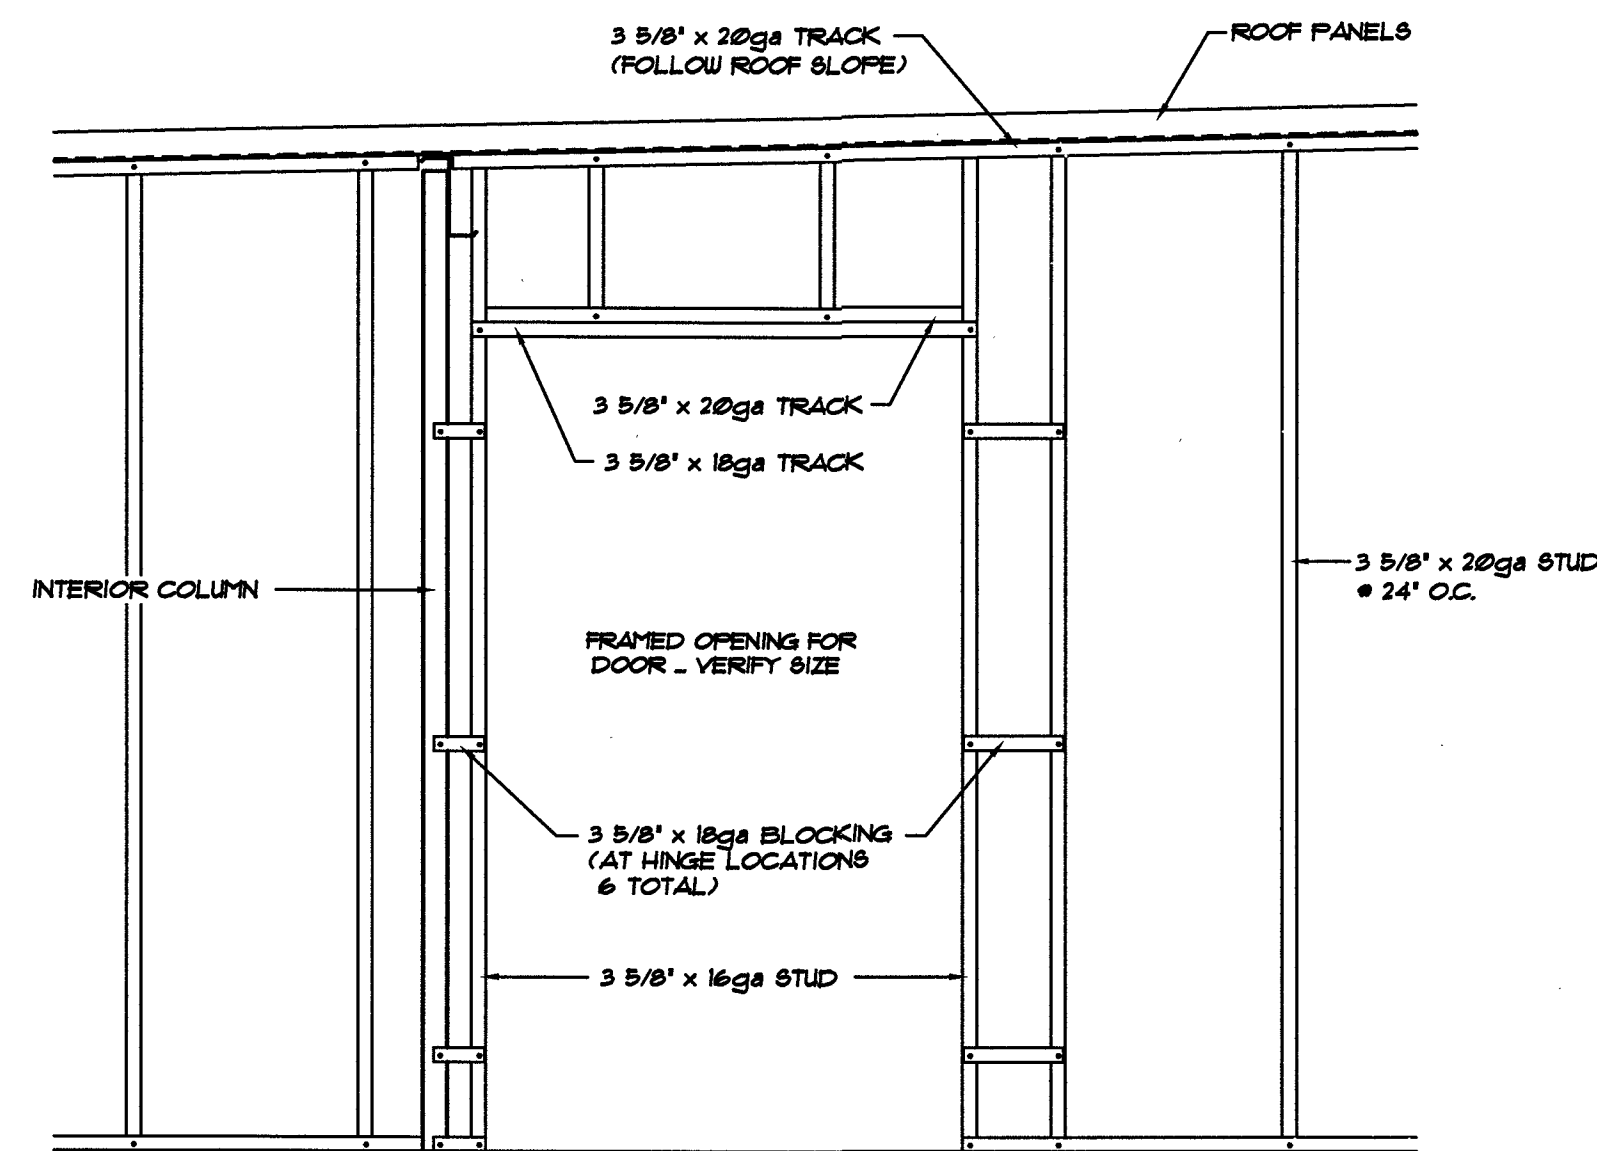 3 5/8" x 20ga TRACK
(FOLLOW ROOF SLOPE)
ROOF PANELS
3 5/8" x 20ga TRACK
3 5/8" x 18ga TRACK
INTERIOR COLUMN
3 5/8" x 20ga STUD
@ 24" O.C.
FRAMED OPENING FOR
DOOR - VERIFY SIZE
3 5/8" x 18ga BLOCKING
(AT HINGE LOCATIONS
6 TOTAL)
3 5/8" x 16ga STUD